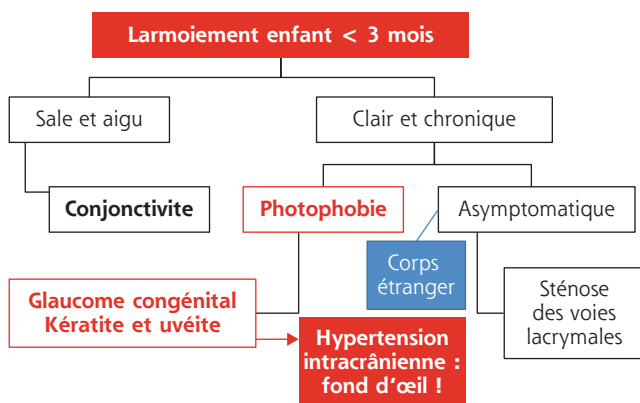 Larmoiement enfant < 3 mois
Sale et aigu
Clair et chronique
Conjonctivite
Photophobie
Asymptomatique
Corps
étranger
Glaucome congénital
Kératite et uvéite
Sténose
des voies
lacrymales
Hypertension
intracrânienne :
fond d'œil !